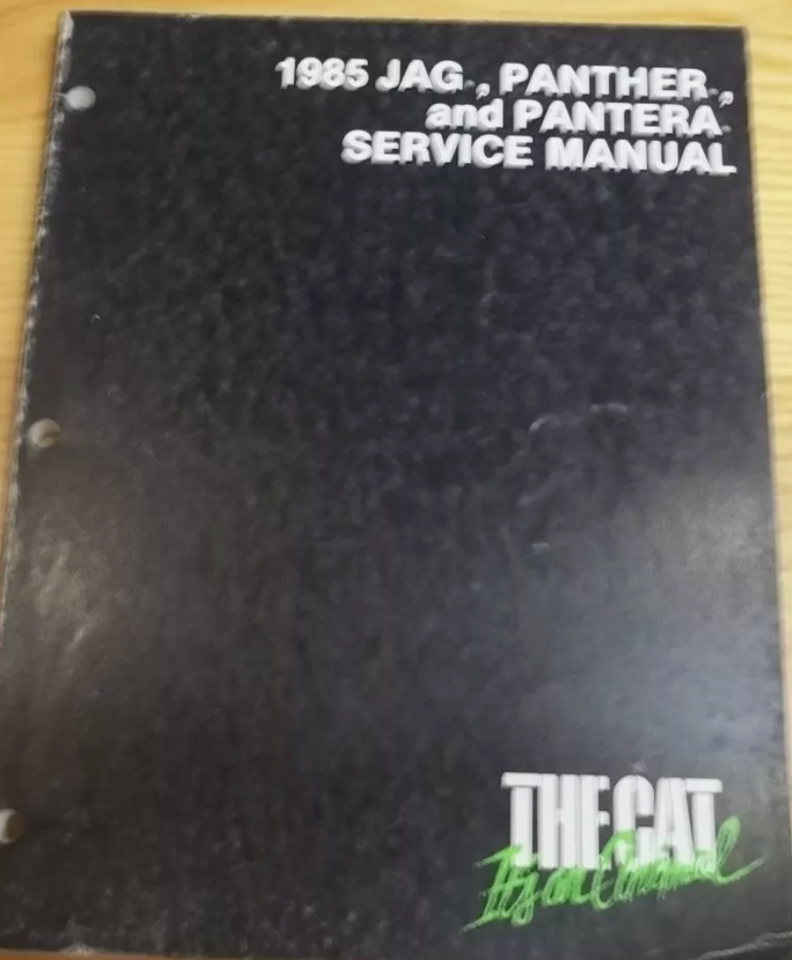 1985 JAG , PANTHER ,
and PANTERA
SERVICE MANUAL
THE CAT
It's an Animal